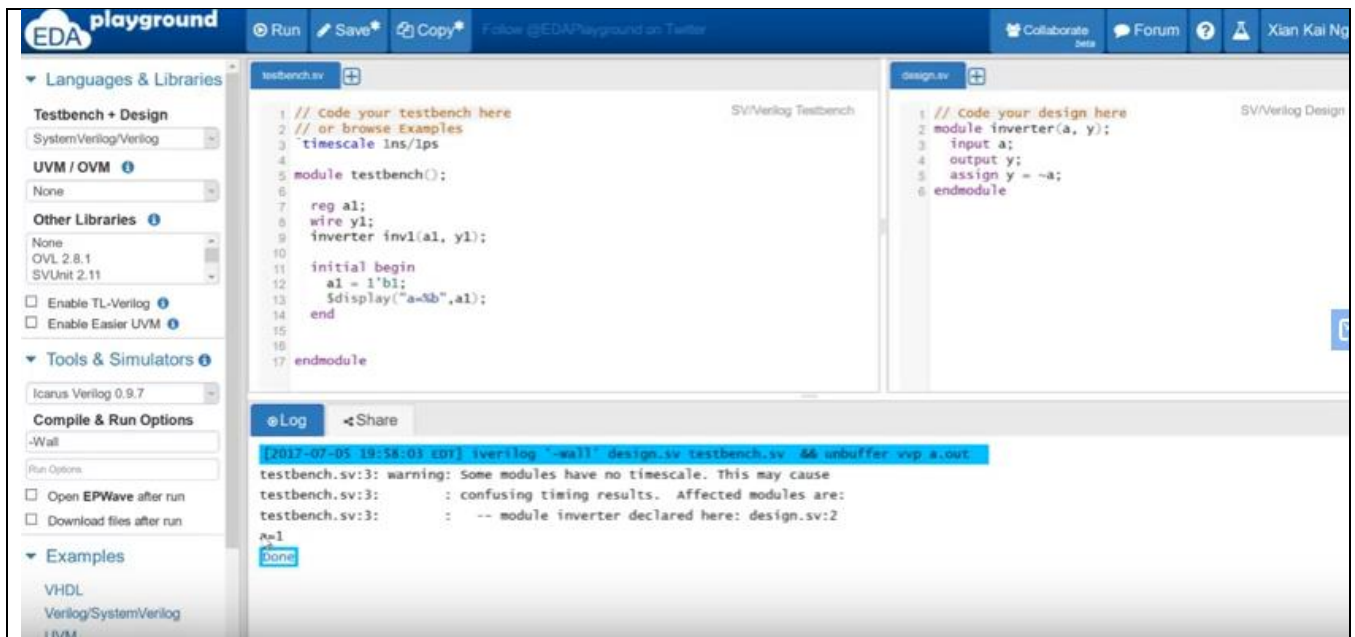 EDA playground
Run Save* Copy* Follow @EDAPlayground on Twitter Collaborate beta Forum Xian Kai Ng
Languages & Libraries
Testbench + Design
SystemVerilog/Verilog
UVM / OVM
None
Other Libraries
None
OVL 2.8.1
SVUnit 2.11
Enable TL-Verilog
Enable Easier UVM
Tools & Simulators
Icarus Verilog 0.9.7
Compile & Run Options
-Wall
Run Options
Open EPWave after run
Download files after run
Examples
VHDL
Verilog/SystemVerilog
UVM
testbench.sv
SV/Verilog Testbench
1 // Code your testbench here
2 // or browse Examples
3 `timescale 1ns/1ps
4
5 module testbench();
6
7 reg a1;
8 wire y1;
9 inverter inv1(a1, y1);
10
11 initial begin
12 a1 = 1'b1;
13 $display("a=%b",a1);
14 end
15
16
17 endmodule
design.sv
SV/Verilog Design
1 // Code your design here
2 module inverter(a, y);
3 input a;
4 output y;
5 assign y = ~a;
6 endmodule
Log Share
[2017-07-05 19:58:03 EDT] iverilog '-Wall' design.sv testbench.sv && unbuffer vvp a.out
testbench.sv:3: warning: Some modules have no timescale. This may cause
testbench.sv:3: : confusing timing results. Affected modules are:
testbench.sv:3: : -- module inverter declared here: design.sv:2
a=1
Done